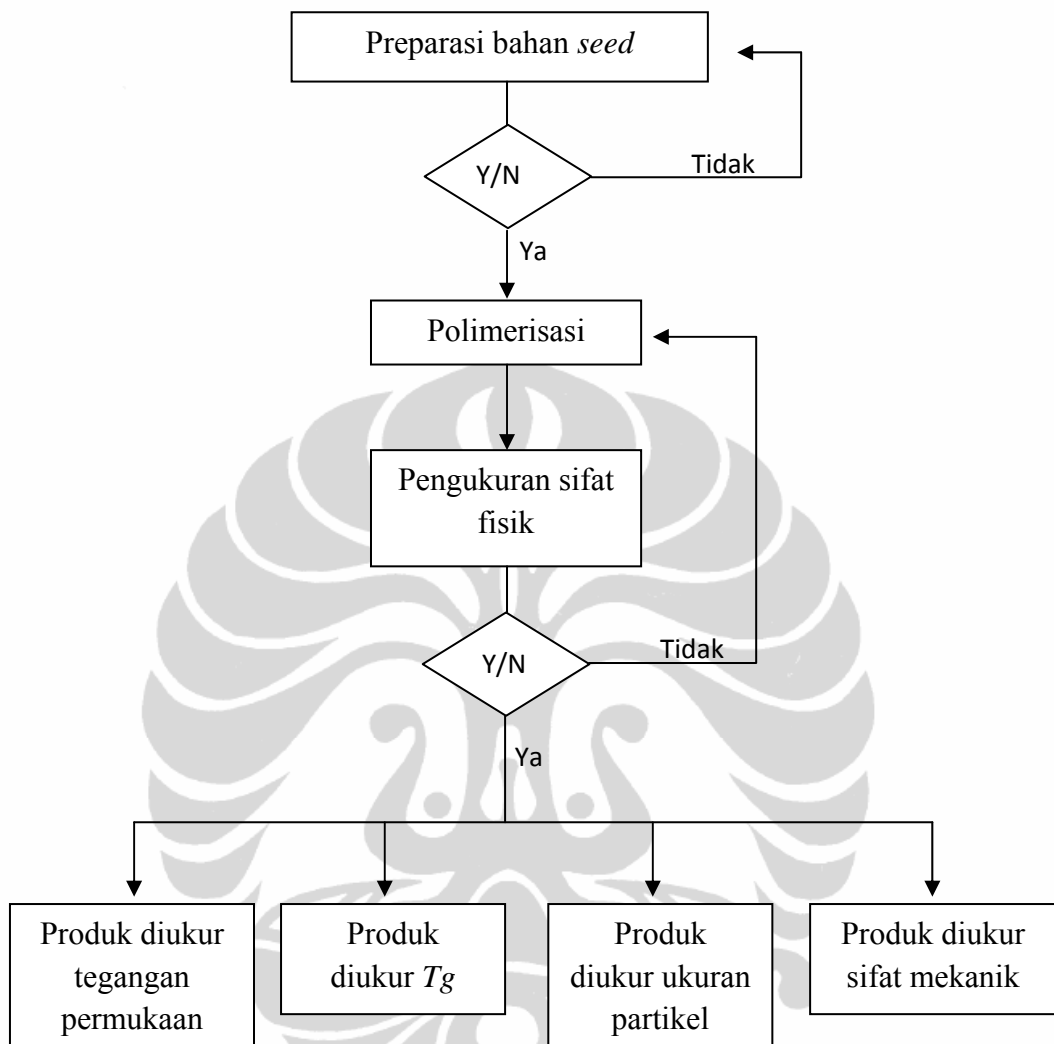 Preparasi bahan seed
Y/N
Tidak
Ya
Polimerisasi
Pengukuran sifat
fisik
Y/N
Tidak
Ya
Produk diukur
tegangan
permukaan
Produk
diukur Tg
Produk
diukur ukuran
partikel
Produk diukur
sifat mekanik